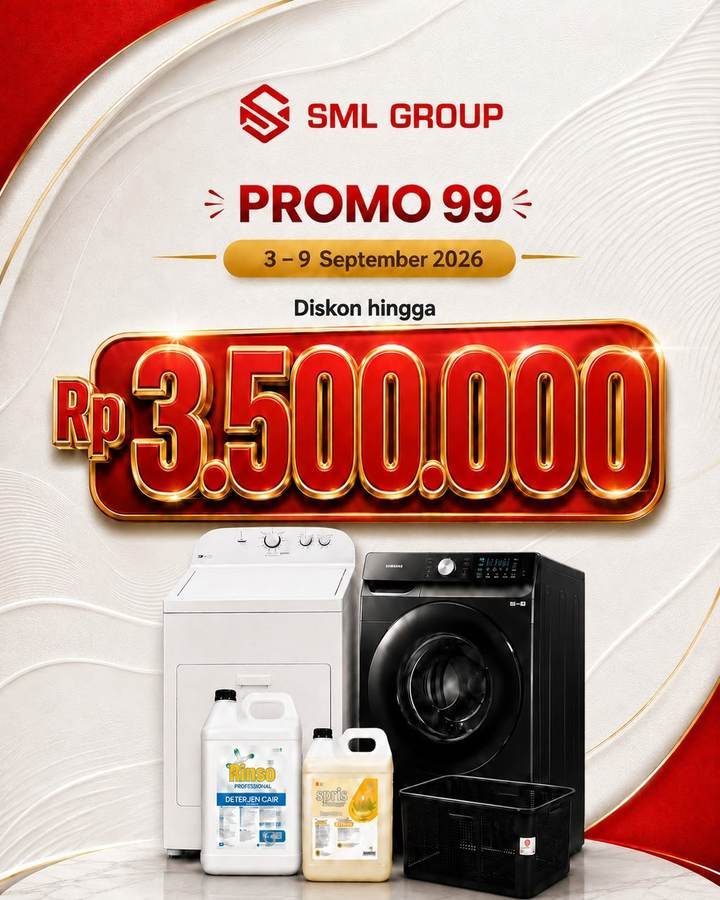 SML GROUP
PROMO 99
3 – 9 September 2026
Diskon hingga
Rp 3.500.000
SAMSUNG
Rinso
PROFESSIONAL
DETERJEN CAIR
spris